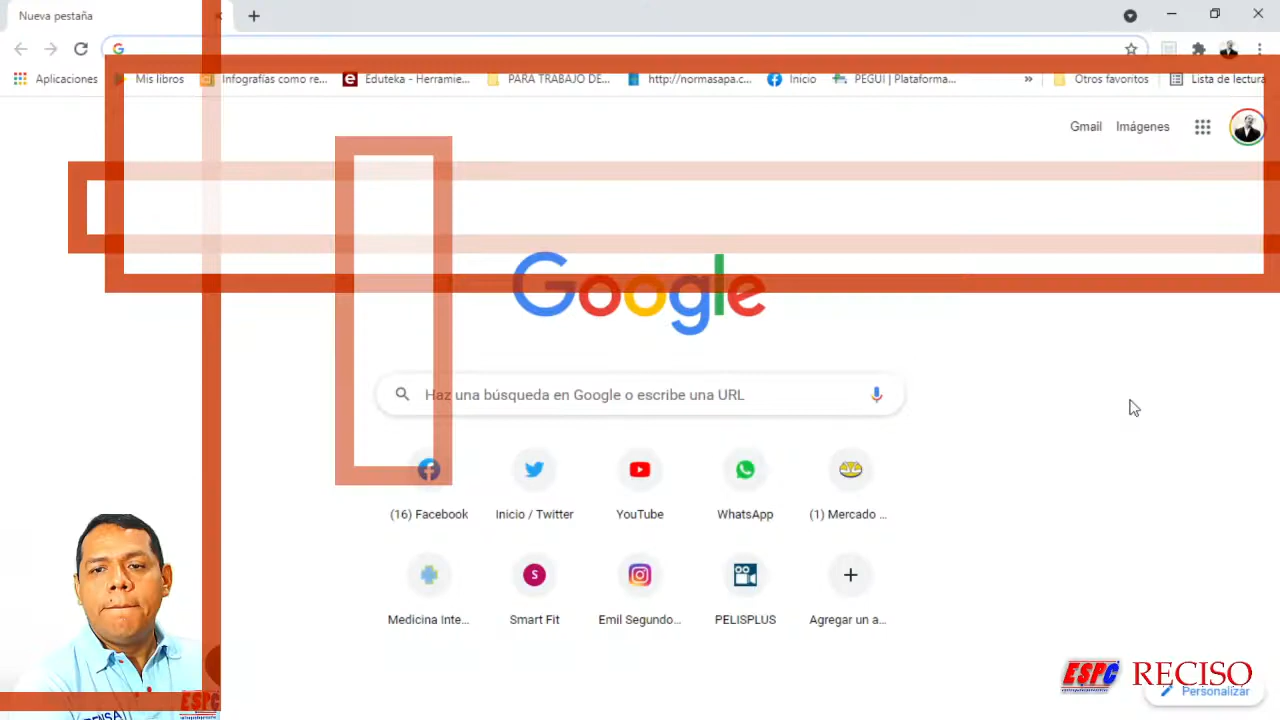 Nueva pestaña
Aplicaciones
Mis libros
Infografías como re...
Eduteka - Herramie...
PARA TRABAJO DE...
http://normasapa.c...
Inicio
PEGUI | Plataforma...
»
Otros favoritos
Lista de lectura
Gmail
Imágenes
Google
Haz una búsqueda en Google o escribe una URL
(16) Facebook
Inicio / Twitter
YouTube
WhatsApp
(1) Mercado ...
S
Medicina Inte...
Smart Fit
Emil Segundo...
PELISPLUS
Agregar un a...
ESPC RECISO
Personalizar
ESPC